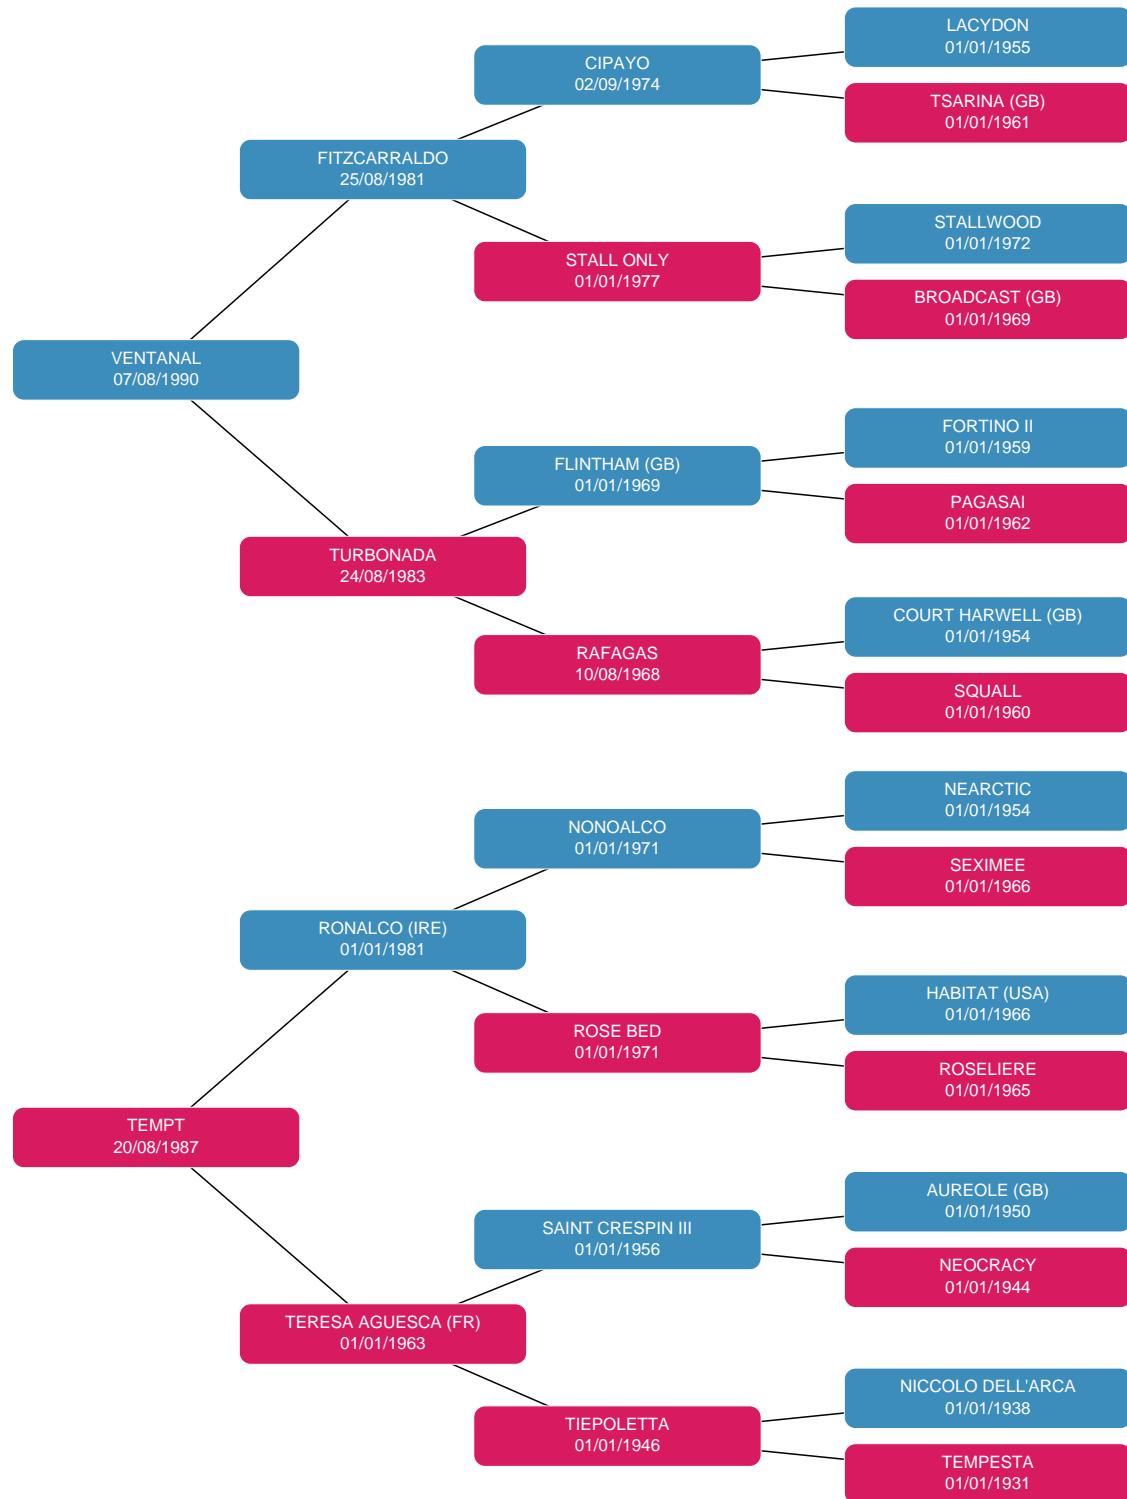 LACYDON
01/01/1955
CIPAYO
02/09/1974
TSARINA (GB)
01/01/1961
FITZCARRALDO
25/08/1981
STALLWOOD
01/01/1972
STALL ONLY
01/01/1977
BROADCAST (GB)
01/01/1969
VENTANAL
07/08/1990
FORTINO II
01/01/1959
FLINTHAM (GB)
01/01/1969
PAGASAI
01/01/1962
TURBONADA
24/08/1983
COURT HARWELL (GB)
01/01/1954
RAFAGAS
10/08/1968
SQUALL
01/01/1960
NEARCTIC
01/01/1954
NONOALCO
01/01/1971
SEXIMEE
01/01/1966
RONALCO (IRE)
01/01/1981
HABITAT (USA)
01/01/1966
ROSE BED
01/01/1971
ROSELIERE
01/01/1965
TEMPT
20/08/1987
AUREOLE (GB)
01/01/1950
SAINT CRESPIN III
01/01/1956
NEOCRACY
01/01/1944
TERESA AGUESCA (FR)
01/01/1963
NICCOLO DELL'ARCA
01/01/1938
TIEPOLETTA
01/01/1946
TEMPESTA
01/01/1931